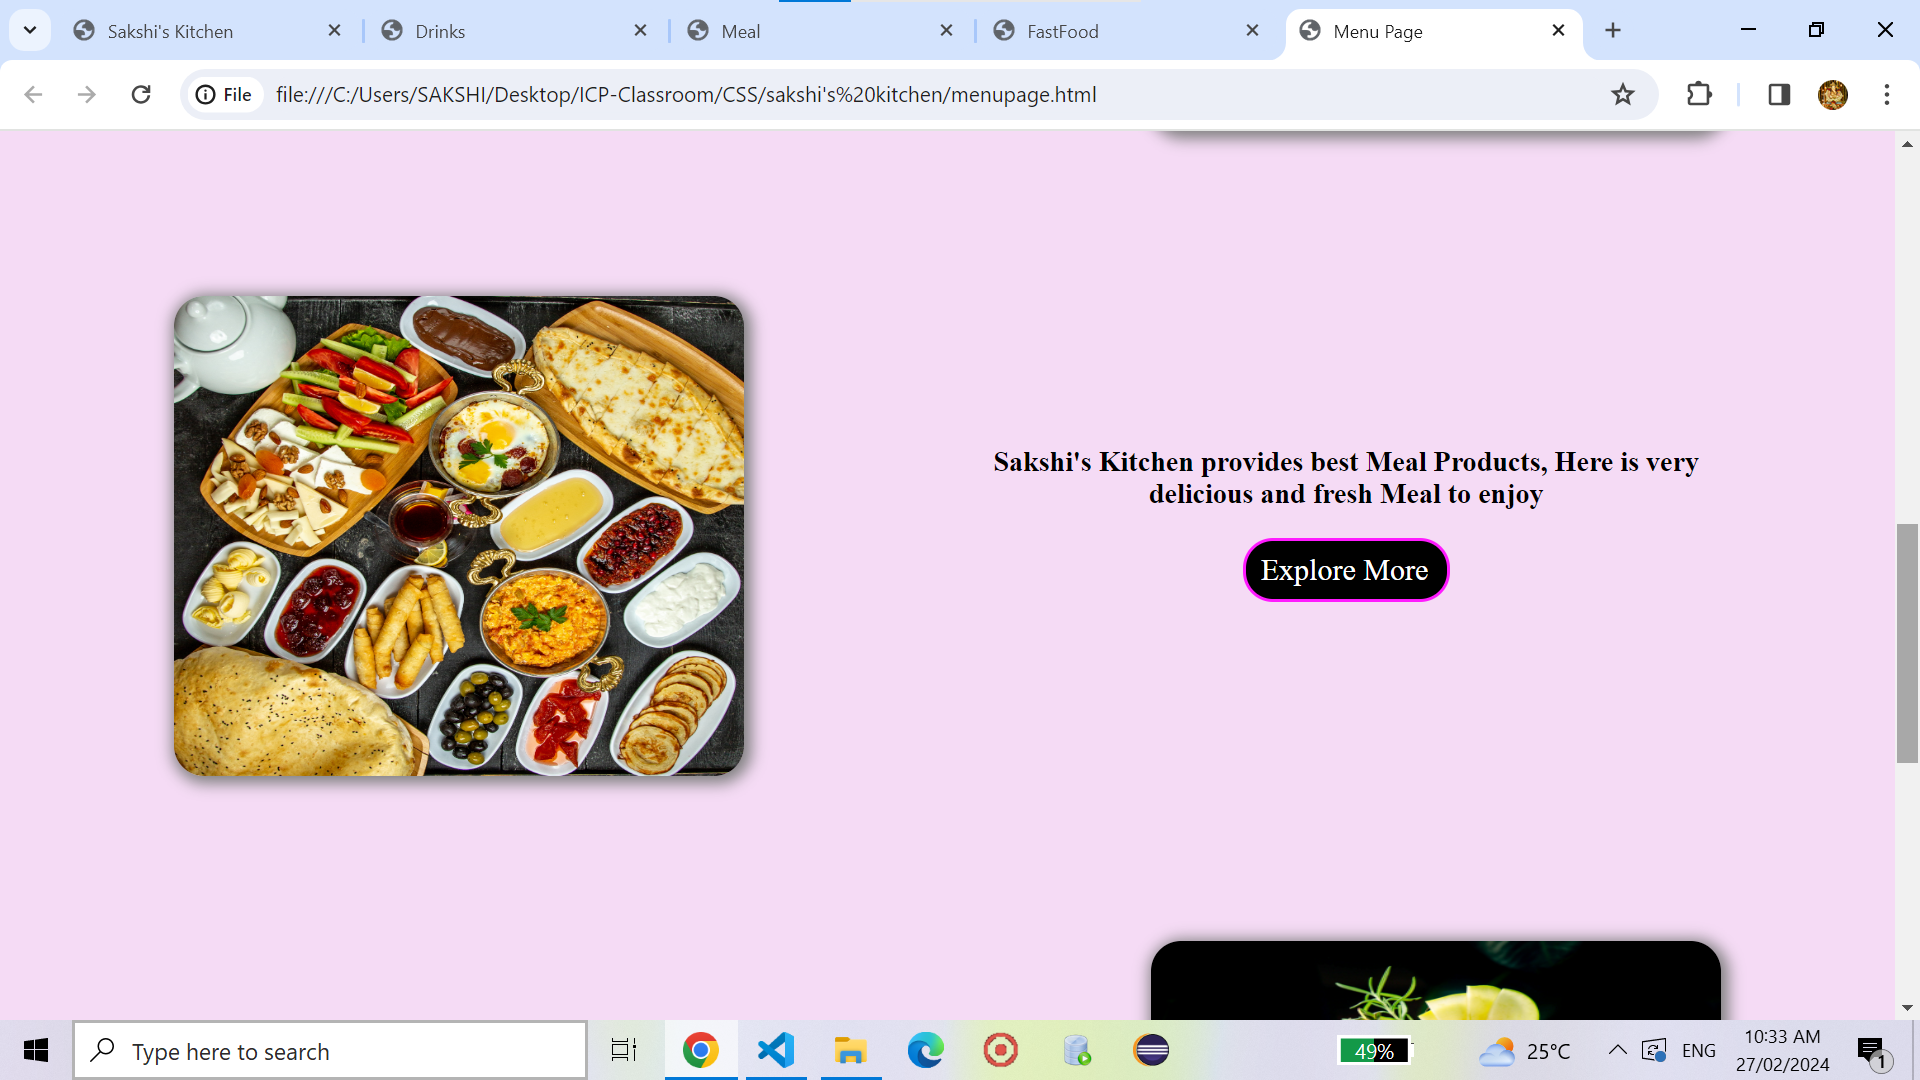 Sakshi's Kitchen
Drinks
Meal
FastFood
Menu Page
File
file:///C:/Users/SAKSHI/Desktop/ICP-Classroom/CSS/sakshi's%20kitchen/menupage.html
Sakshi's Kitchen provides best Meal Products, Here is very
delicious and fresh Meal to enjoy
Explore More
Type here to search
49%
25°C
ENG
10:33 AM
27/02/2024
1